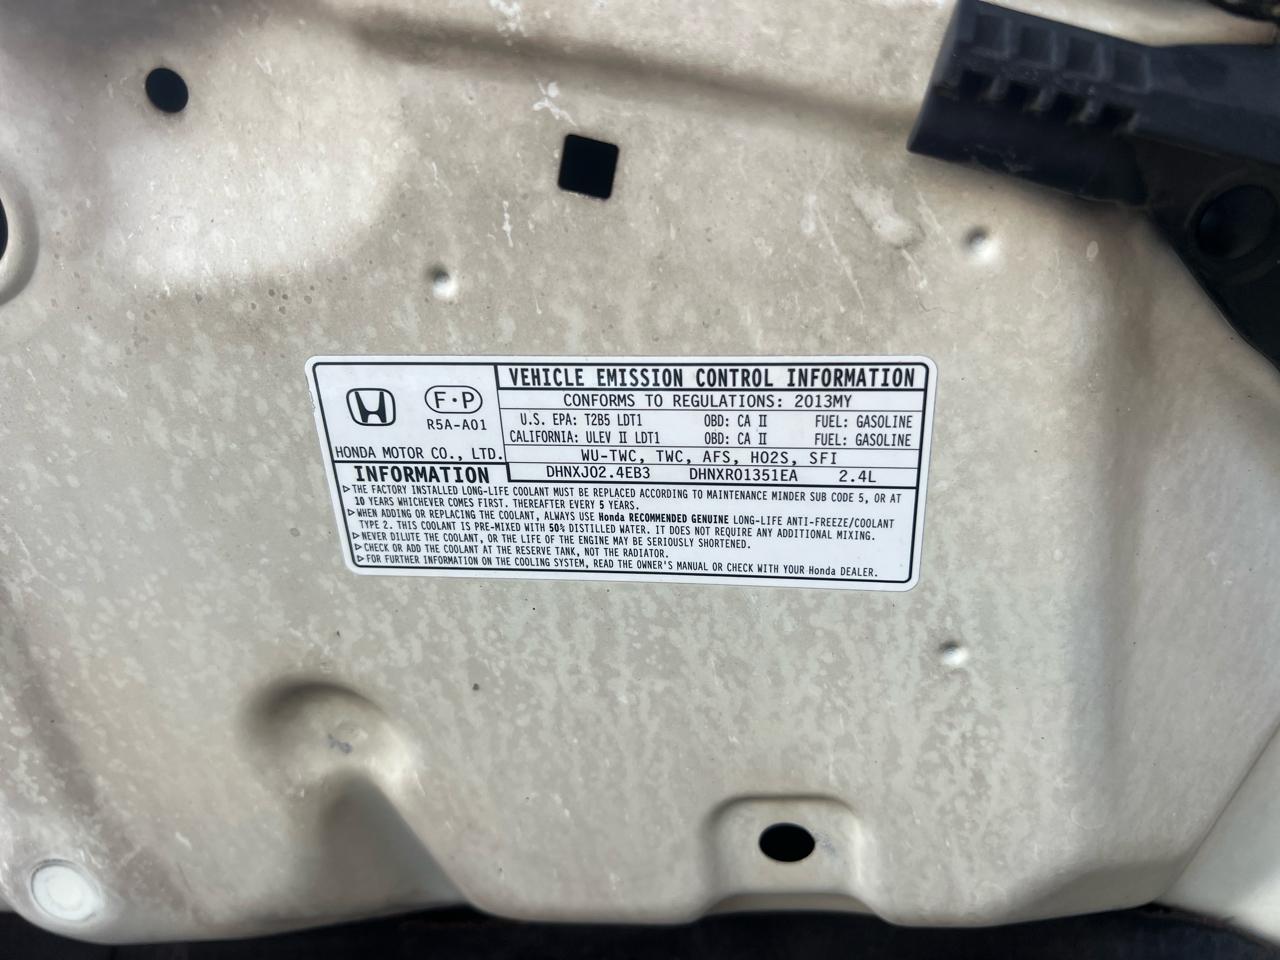 VEHICLE EMISSION CONTROL INFORMATION
CONFORMS TO REGULATIONS: 2013MY
F·P
R5A-A01
U.S. EPA: T2B5 LDT1 OBD: CA II FUEL: GASOLINE
CALIFORNIA: ULEV II LDT1 OBD: CA II FUEL: GASOLINE
HONDA MOTOR CO., LTD.
WU-TWC, TWC, AFS, HO2S, SFI
DHNXJ02.4EB3 DHNXR01351EA 2.4L
INFORMATION
▷THE FACTORY INSTALLED LONG-LIFE COOLANT MUST BE REPLACED ACCORDING TO MAINTENANCE MINDER SUB CODE 5, OR AT
10 YEARS WHICHEVER COMES FIRST. THEREAFTER EVERY 5 YEARS.
▷WHEN ADDING OR REPLACING THE COOLANT, ALWAYS USE Honda RECOMMENDED GENUINE LONG-LIFE ANTI-FREEZE/COOLANT
TYPE 2. THIS COOLANT IS PRE-MIXED WITH 50% DISTILLED WATER. IT DOES NOT REQUIRE ANY ADDITIONAL MIXING.
▷NEVER DILUTE THE COOLANT, OR THE LIFE OF THE ENGINE MAY BE SERIOUSLY SHORTENED.
▷CHECK OR ADD THE COOLANT AT THE RESERVE TANK, NOT THE RADIATOR.
▷FOR FURTHER INFORMATION ON THE COOLING SYSTEM, READ THE OWNER'S MANUAL OR CHECK WITH YOUR Honda DEALER.